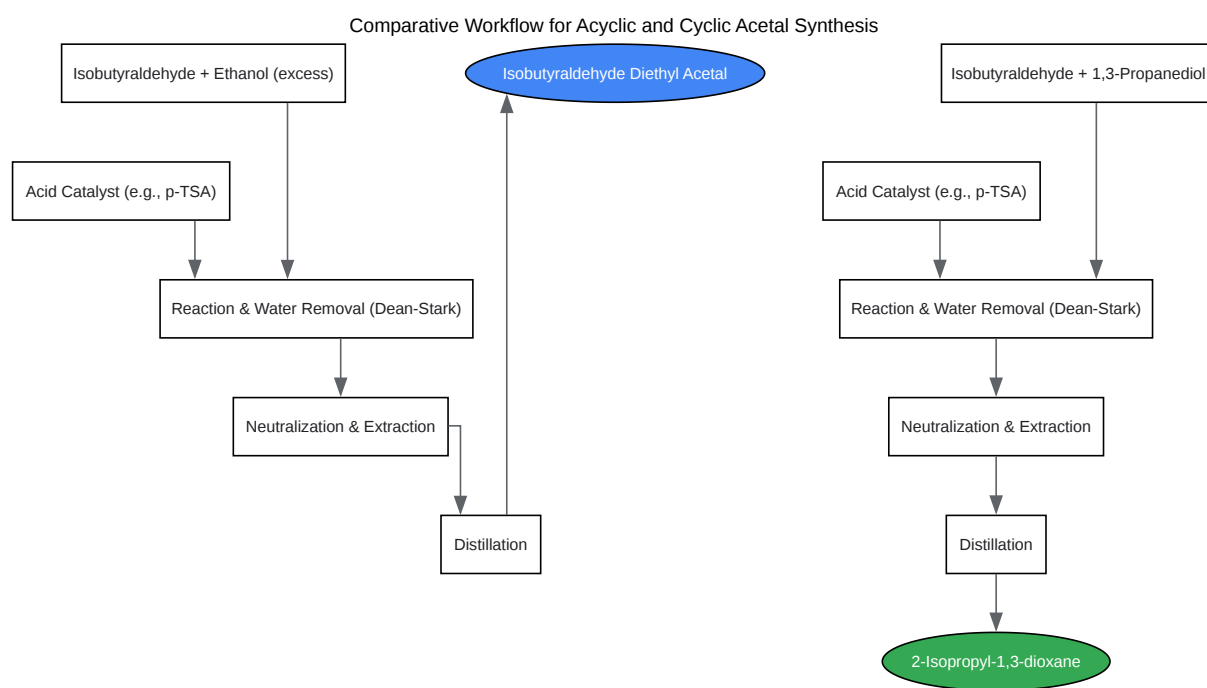 Comparative Workflow for Acyclic and Cyclic Acetal Synthesis
Isobutyraldehyde + Ethanol (excess)
Acid Catalyst (e.g., p-TSA)
Reaction & Water Removal (Dean-Stark)
Neutralization & Extraction
Distillation
Isobutyraldehyde Diethyl Acetal
Isobutyraldehyde + 1,3-Propanediol
Acid Catalyst (e.g., p-TSA)
Reaction & Water Removal (Dean-Stark)
Neutralization & Extraction
Distillation
2-Isopropyl-1,3-dioxane